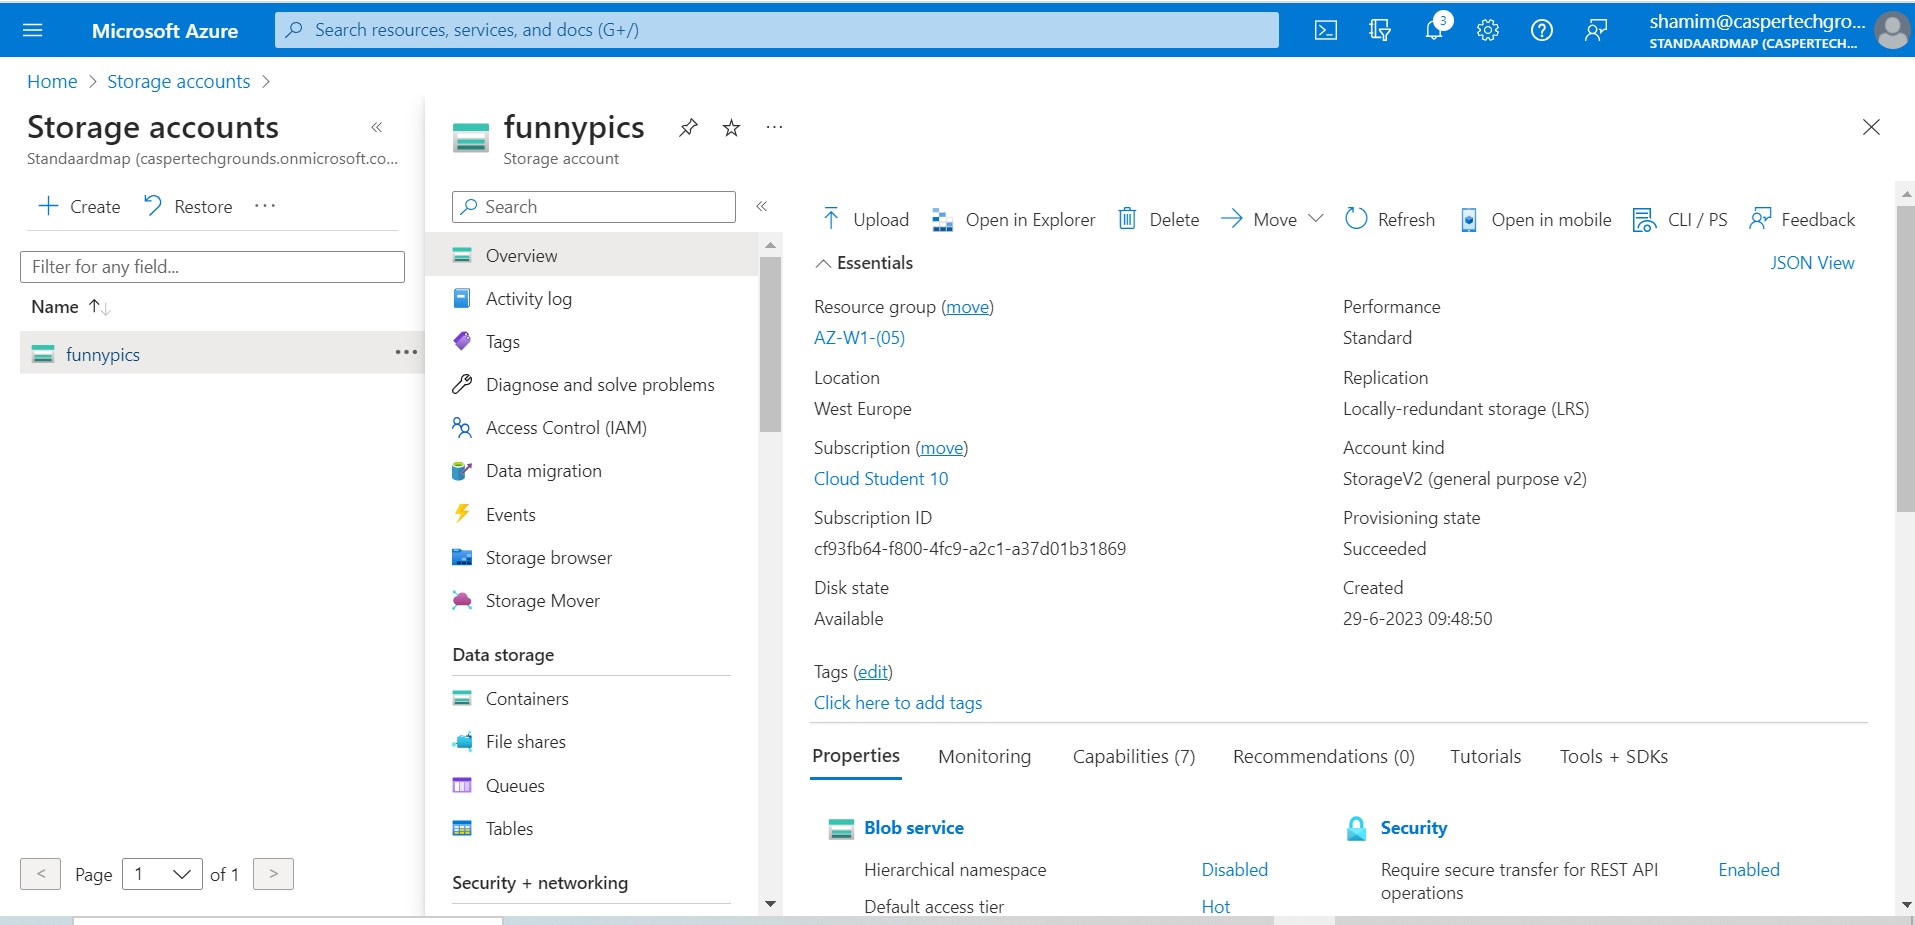 Microsoft Azure
Search resources, services, and docs (G+/)
3
shamim@caspertechgro...
STANDAARDMAP (CASPERTECH...
Home > Storage accounts >
Storage accounts
Standaardmap (caspertechgrounds.onmicrosoft.co...
Create
Restore
Filter for any field...
Name
funnypics
< Page 1 of 1 >
funnypics
Storage account
Search
Overview
Activity log
Tags
Diagnose and solve problems
Access Control (IAM)
Data migration
Events
Storage browser
Storage Mover
Data storage
Containers
File shares
Queues
Tables
Security + networking
Upload
Open in Explorer
Delete
Move
Refresh
Open in mobile
CLI / PS
Feedback
Essentials
JSON View
Resource group (move)
AZ-W1-(05)
Location
West Europe
Subscription (move)
Cloud Student 10
Subscription ID
cf93fb64-f800-4fc9-a2c1-a37d01b31869
Disk state
Available
Performance
Standard
Replication
Locally-redundant storage (LRS)
Account kind
StorageV2 (general purpose v2)
Provisioning state
Succeeded
Created
29-6-2023 09:48:50
Tags (edit)
Click here to add tags
Properties
Monitoring
Capabilities (7)
Recommendations (0)
Tutorials
Tools + SDKs
Blob service
Hierarchical namespace
Disabled
Default access tier
Hot
Security
Require secure transfer for REST API
operations
Enabled